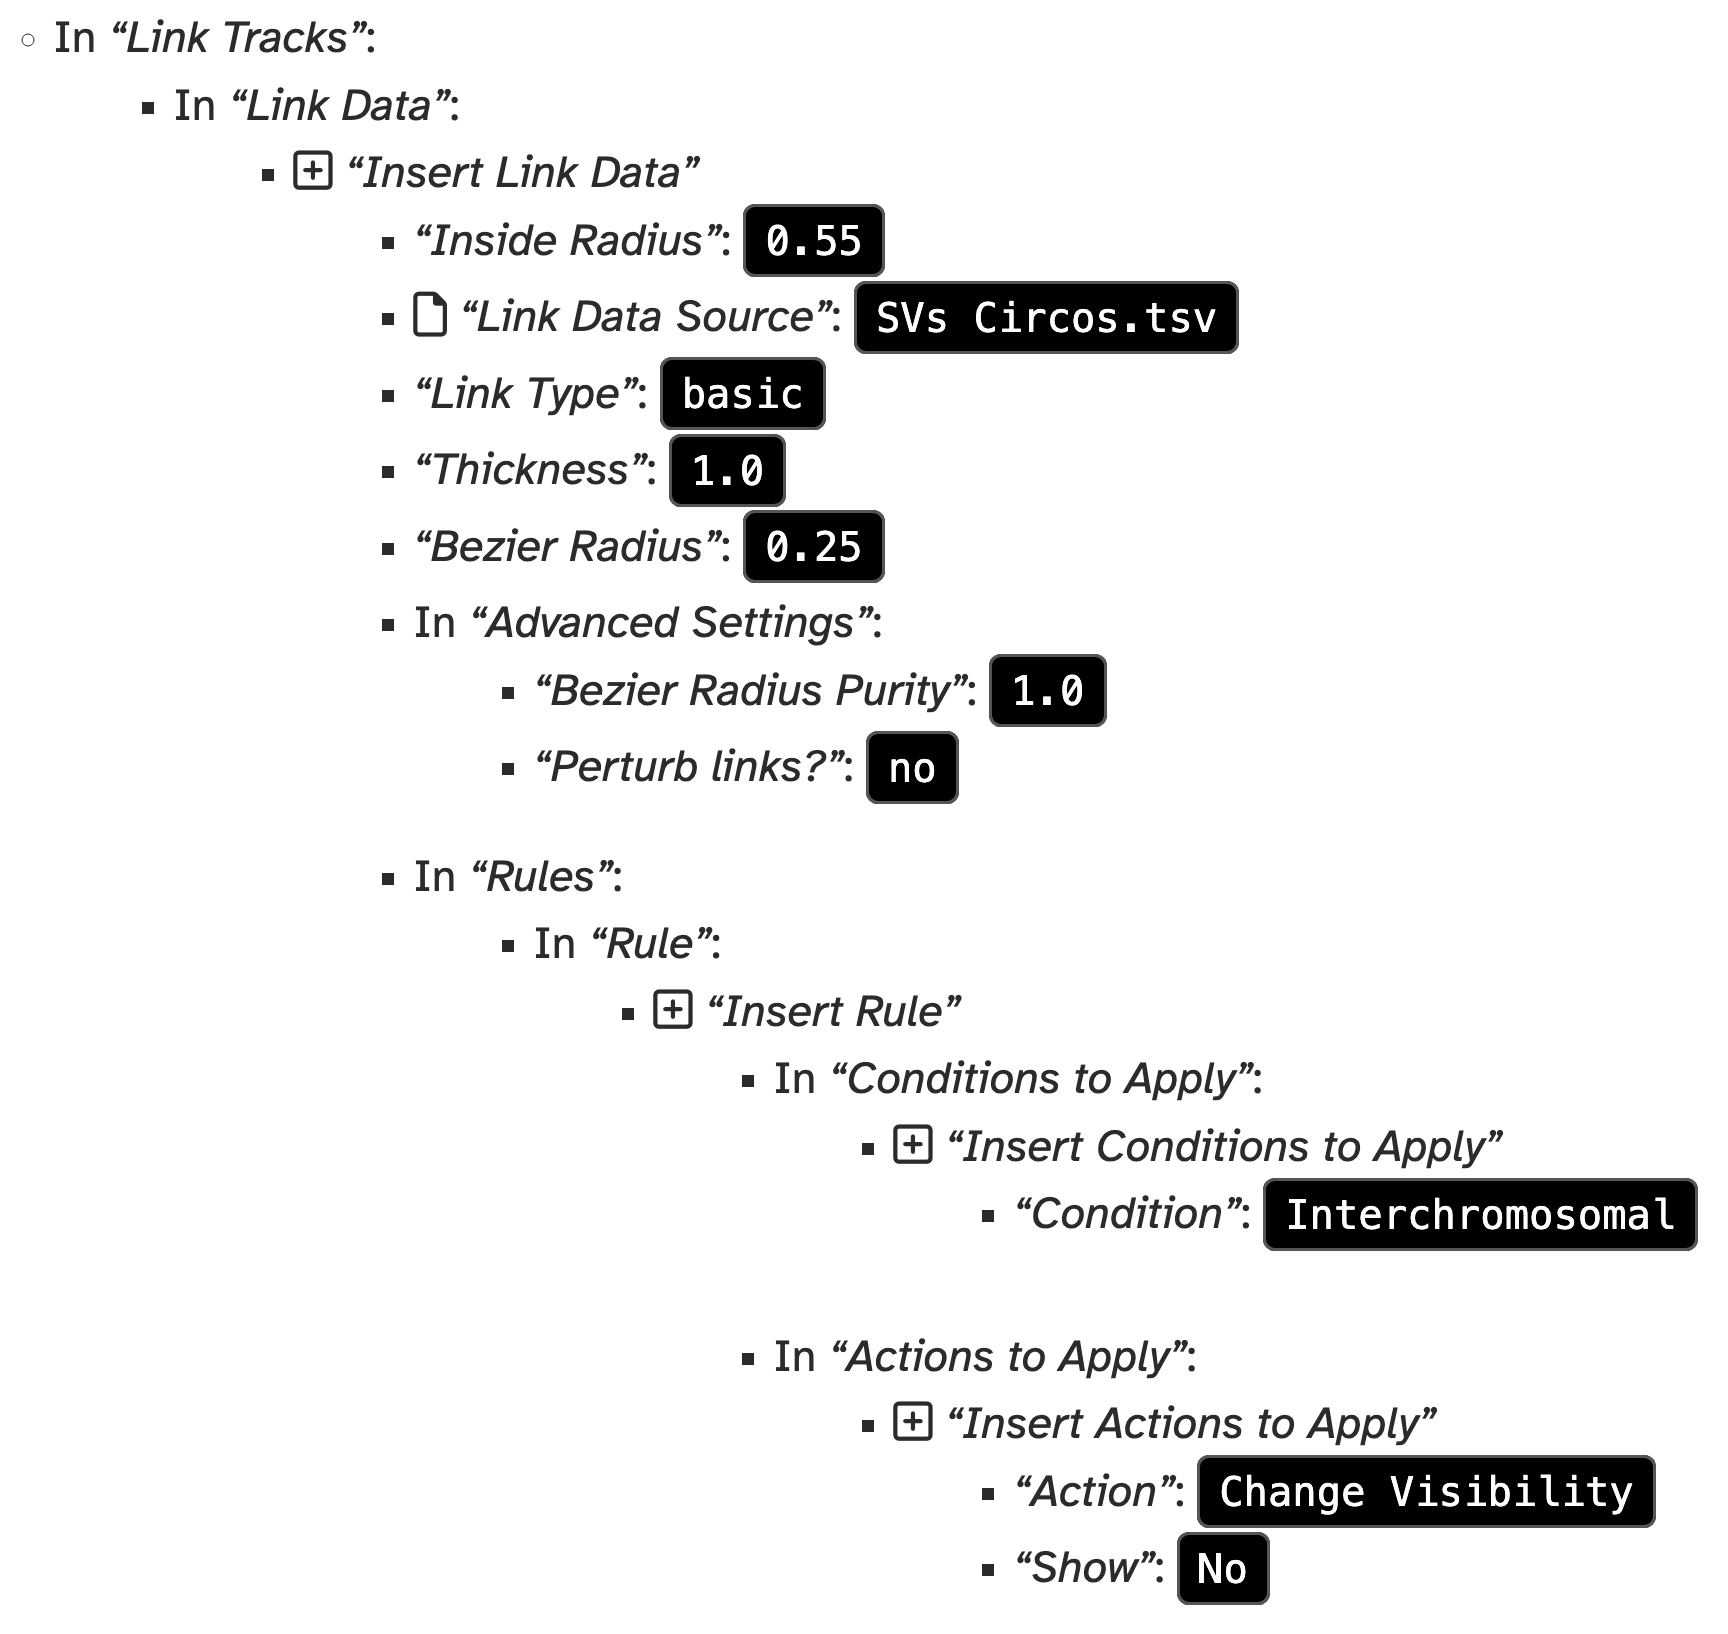 In “Link Tracks”:
In “Link Data”:
“Insert Link Data”
“Inside Radius”: 0.55
“Link Data Source”: SVs Circos.tsv
“Link Type”: basic
“Thickness”: 1.0
“Bezier Radius”: 0.25
In “Advanced Settings”:
“Bezier Radius Purity”: 1.0
“Perturb links?”: no
In “Rules”:
In “Rule”:
“Insert Rule”
In “Conditions to Apply”:
“Insert Conditions to Apply”
“Condition”: Interchromosomal
In “Actions to Apply”:
“Insert Actions to Apply”
“Action”: Change Visibility
“Show”: No